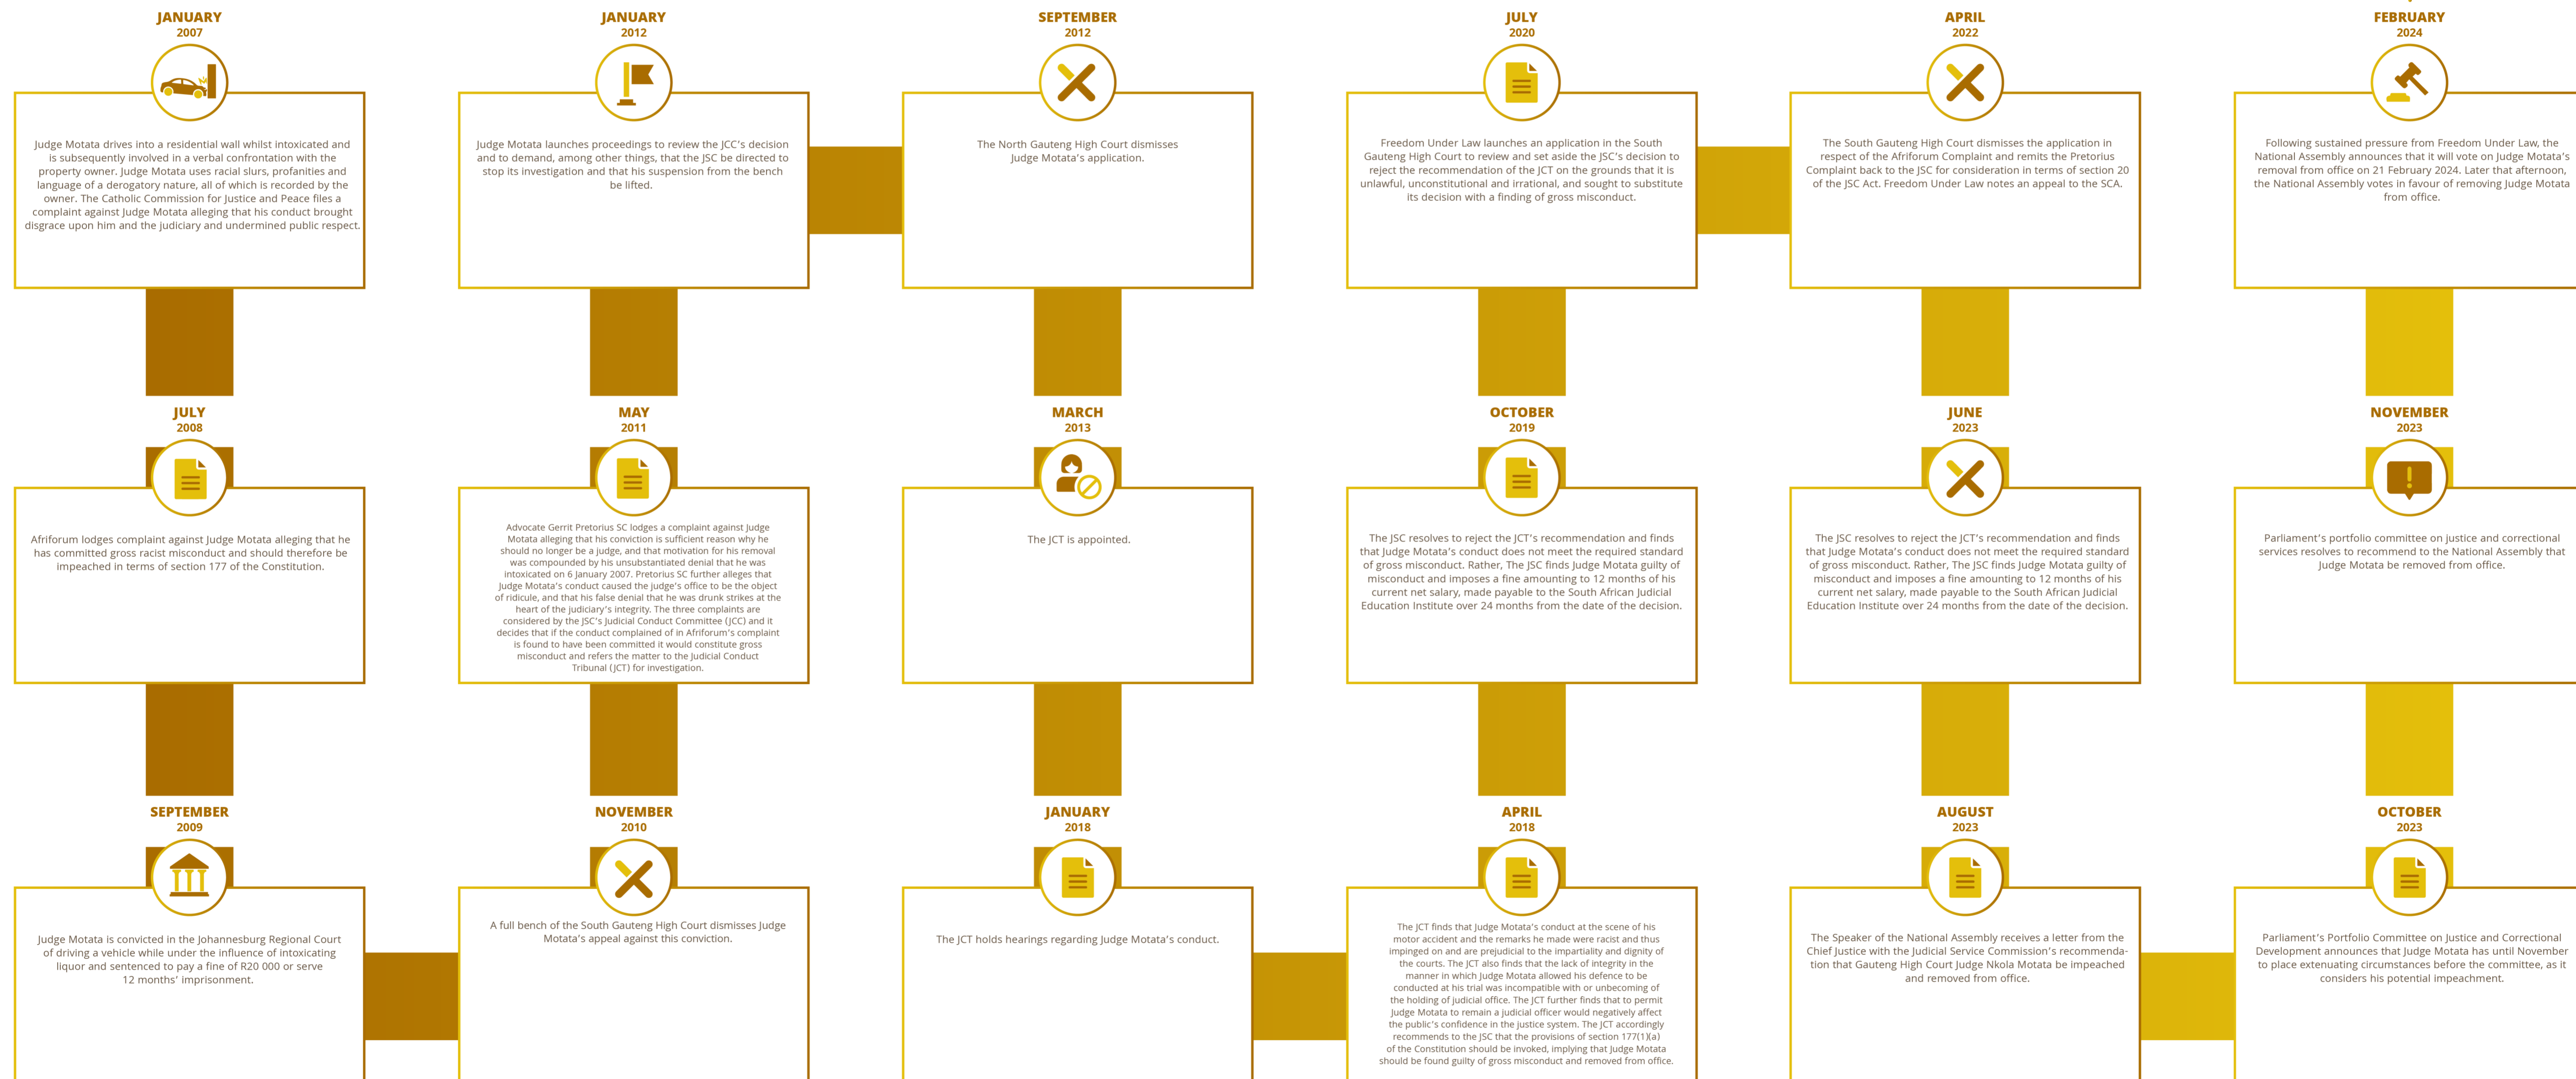 JANUARY
2007
Judge Motata drives into a residential wall whilst intoxicated and
is subsequently involved in a verbal confrontation with the
property owner. Judge Motata uses racial slurs, profanities and
language of a derogatory nature, all of which is recorded by the
owner. The Catholic Commission for Justice and Peace files a
complaint against Judge Motata alleging that his conduct brought
disgrace upon him and the judiciary and undermined public respect.
JULY
2008
Afriforum lodges complaint against Judge Motata alleging that he
has committed gross racist misconduct and should therefore be
impeached in terms of section 177 of the Constitution.
SEPTEMBER
2009
Judge Motata is convicted in the Johannesburg Regional Court
of driving a vehicle while under the influence of intoxicating
liquor and sentenced to pay a fine of R20 000 or serve
12 months' imprisonment.
NOVEMBER
2010
A full bench of the South Gauteng High Court dismisses Judge
Motata's appeal against this conviction.
MAY
2011
Advocate Gerrit Pretorius SC lodges a complaint against Judge
Motata alleging that his conviction is sufficient reason why he
should no longer be a judge, and that motivation for his removal
was compounded by his unsubstantiated denial that he was
intoxicated on 6 January 2007. Pretorius SC further alleges that
Judge Motata's conduct caused the judge's office to be the object
of ridicule, and that his false denial that he was drunk strikes at the
heart of the judiciary's integrity. The three complaints are
considered by the JSC's Judicial Conduct Committee (JCC) and it
decides that if the conduct complained of in Afriforum's complaint
is found to have been committed it would constitute gross
misconduct and refers the matter to the Judicial Conduct
Tribunal (JCT) for investigation.
JANUARY
2012
Judge Motata launches proceedings to review the JCC's decision
and to demand, among other things, that the JSC be directed to
stop its investigation and that his suspension from the bench
be lifted.
SEPTEMBER
2012
The North Gauteng High Court dismisses
Judge Motata's application.
MARCH
2013
The JCT is appointed.
JANUARY
2018
The JCT holds hearings regarding Judge Motata's conduct.
APRIL
2018
The JCT finds that Judge Motata's conduct at the scene of his
motor accident and the remarks he made were racist and thus
impinged on and are prejudicial to the impartiality and dignity of
the courts. The JCT also finds that the lack of integrity in the
manner in which Judge Motata allowed his defence to be
conducted at his trial was incompatible with or unbecoming of
the holding of judicial office. The JCT further finds that to permit
Judge Motata to remain a judicial officer would negatively affect
the public's confidence in the justice system. The JCT accordingly
recommends to the JSC that the provisions of section 177(1)(a)
of the Constitution should be invoked, implying that Judge Motata
should be found guilty of gross misconduct and removed from office.
OCTOBER
2019
The JSC resolves to reject the JCT's recommendation and finds
that Judge Motata's conduct does not meet the required standard
of gross misconduct. Rather, The JSC finds Judge Motata guilty of
misconduct and imposes a fine amounting to 12 months of his
current net salary, made payable to the South African Judicial
Education Institute over 24 months from the date of the decision.
JULY
2020
Freedom Under Law launches an application in the South
Gauteng High Court to review and set aside the JSC's decision to
reject the recommendation of the JCT on the grounds that it is
unlawful, unconstitutional and irrational, and sought to substitute
its decision with a finding of gross misconduct.
APRIL
2022
The South Gauteng High Court dismisses the application in
respect of the Afriforum Complaint and remits the Pretorius
Complaint back to the JSC for consideration in terms of section 20
of the JSC Act. Freedom Under Law notes an appeal to the SCA.
JUNE
2023
The JSC resolves to reject the JCT's recommendation and finds
that Judge Motata's conduct does not meet the required standard
of gross misconduct. Rather, The JSC finds Judge Motata guilty of
misconduct and imposes a fine amounting to 12 months of his
current net salary, made payable to the South African Judicial
Education Institute over 24 months from the date of the decision.
AUGUST
2023
The Speaker of the National Assembly receives a letter from the
Chief Justice with the Judicial Service Commission's recommenda-
tion that Gauteng High Court Judge Nkola Motata be impeached
and removed from office.
OCTOBER
2023
Parliament's Portfolio Committee on Justice and Correctional
Development announces that Judge Motata has until November
to place extenuating circumstances before the committee, as it
considers his potential impeachment.
NOVEMBER
2023
Parliament's portfolio committee on justice and correctional
services resolves to recommend to the National Assembly that
Judge Motata be removed from office.
FEBRUARY
2024
Following sustained pressure from Freedom Under Law, the
National Assembly announces that it will vote on Judge Motata's
removal from office on 21 February 2024. Later that afternoon,
the National Assembly votes in favour of removing Judge Motata
from office.